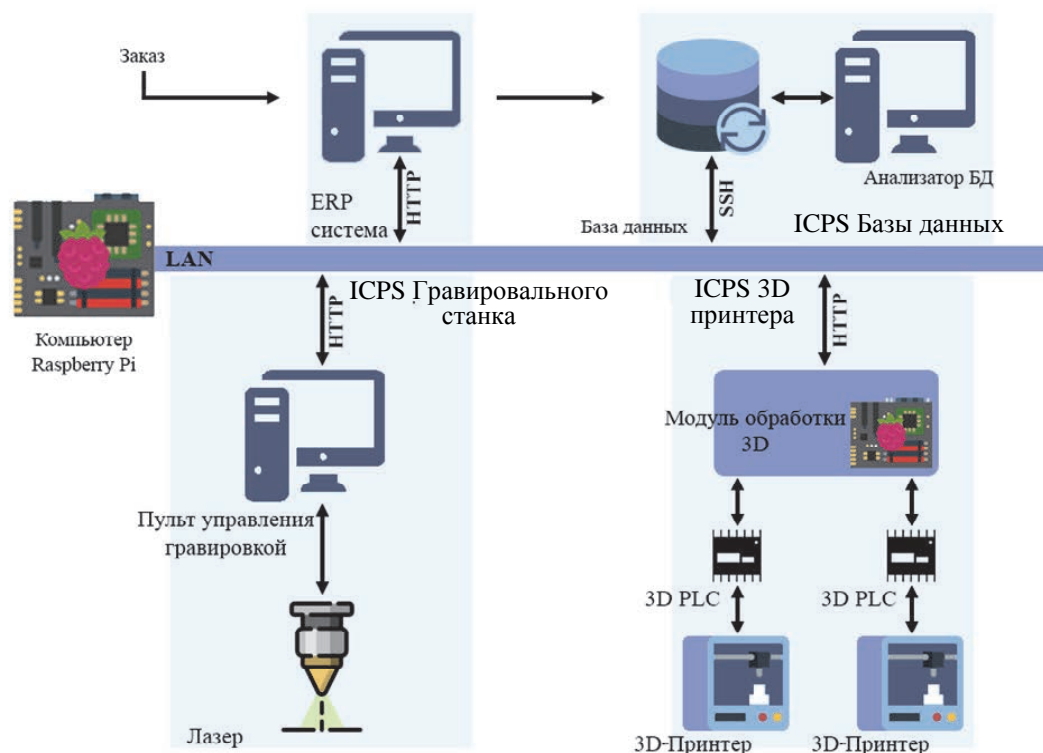 Заказ
ERP
система
HTTP
База данных
SSH
Анализатор БД
ICPS Базы данных
LAN
Компьютер
Raspberry Pi
HTTP
ICPS Гравировального
станка
ICPS 3D
принтера
HTTP
Пульт управления
гравировкой
Лазер
Модуль обработки
3D
3D PLC
3D PLC
3D-Принтер
3D-Принтер